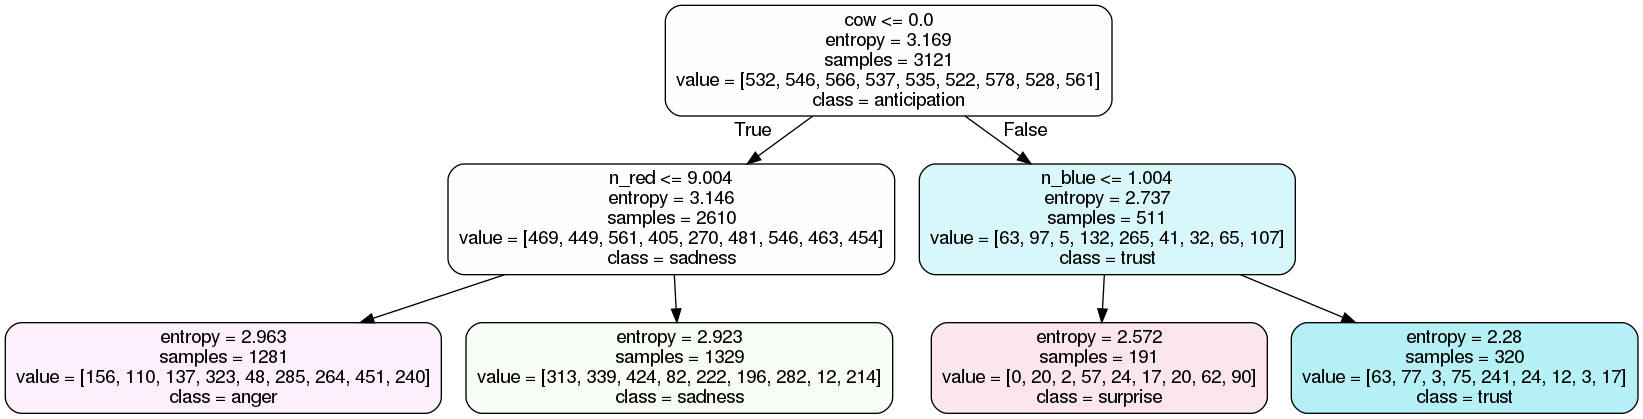 cow <= 0.0
entropy = 3.169
samples = 3121
value = [532, 546, 566, 537, 535, 522, 578, 528, 561]
class = anticipation
True
False
n_red <= 9.004
entropy = 3.146
samples = 2610
value = [469, 449, 561, 405, 270, 481, 546, 463, 454]
class = sadness
n_blue <= 1.004
entropy = 2.737
samples = 511
value = [63, 97, 5, 132, 265, 41, 32, 65, 107]
class = trust
entropy = 2.963
samples = 1281
value = [156, 110, 137, 323, 48, 285, 264, 451, 240]
class = anger
entropy = 2.923
samples = 1329
value = [313, 339, 424, 82, 222, 196, 282, 12, 214]
class = sadness
entropy = 2.572
samples = 191
value = [0, 20, 2, 57, 24, 17, 20, 62, 90]
class = surprise
entropy = 2.28
samples = 320
value = [63, 77, 3, 75, 241, 24, 12, 3, 17]
class = trust